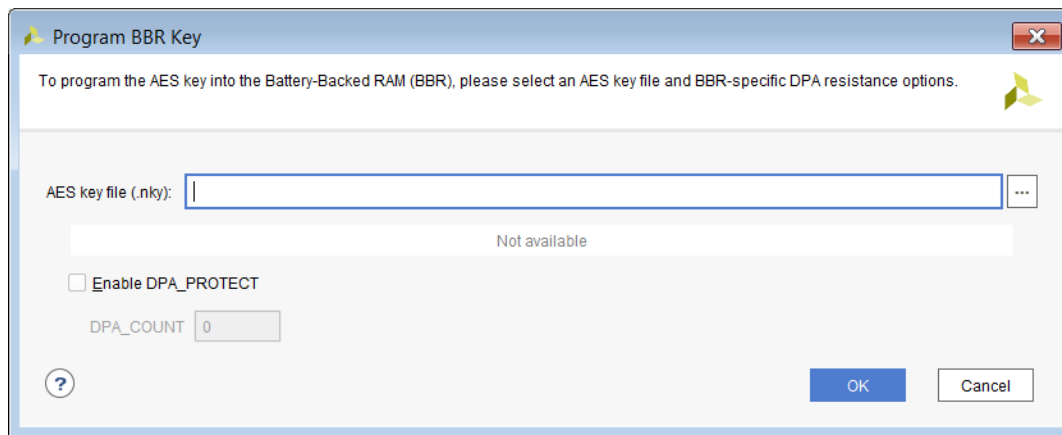 Program BBR Key
To program the AES key into the Battery-Backed RAM (BBR), please select an AES key file and BBR-specific DPA resistance options.
AES key file (.nky):
...
Not available
Enable DPA_PROTECT
DPA_COUNT 0
?
OK Cancel